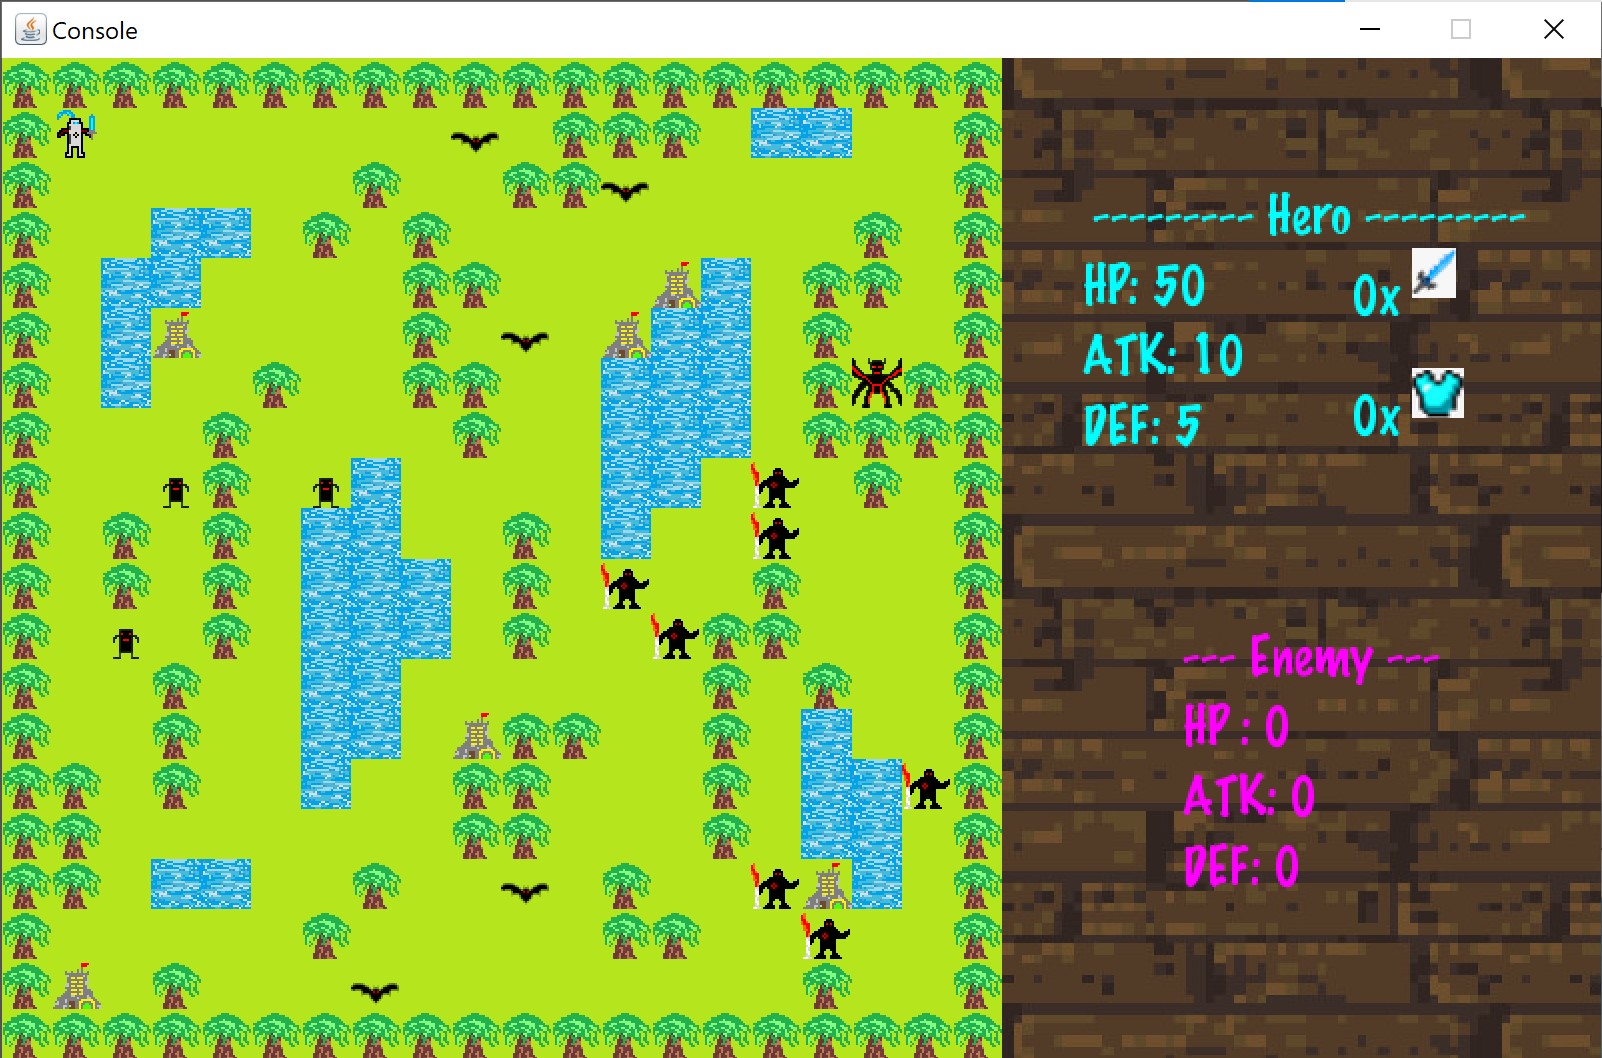 Console
--------- Hero ---------
HP: 50
0x
ATK: 10
DEF: 5
0x
--- Enemy ---
HP : 0
ATK: 0
DEF: 0